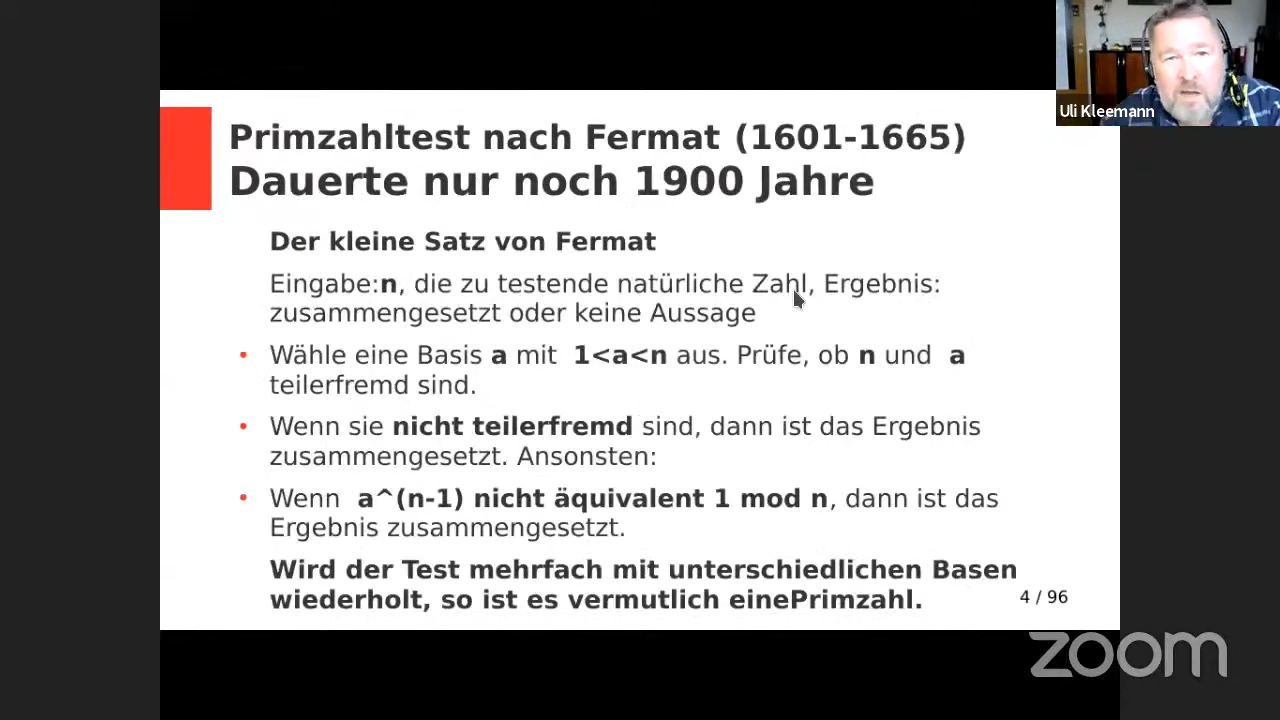 Uli Kleemann
Primzahltest nach Fermat (1601-1665)
Dauerte nur noch 1900 Jahre
Der kleine Satz von Fermat
Eingabe:n, die zu testende natürliche Zahl, Ergebnis:
zusammengesetzt oder keine Aussage
• Wähle eine Basis a mit 1<a<n aus. Prüfe, ob n und a
teilerfremd sind.
• Wenn sie nicht teilerfremd sind, dann ist das Ergebnis
zusammengesetzt. Ansonsten:
• Wenn a^(n-1) nicht äquivalent 1 mod n, dann ist das
Ergebnis zusammengesetzt.
Wird der Test mehrfach mit unterschiedlichen Basen
wiederholt, so ist es vermutlich einePrimzahl.
4 / 96
zoom